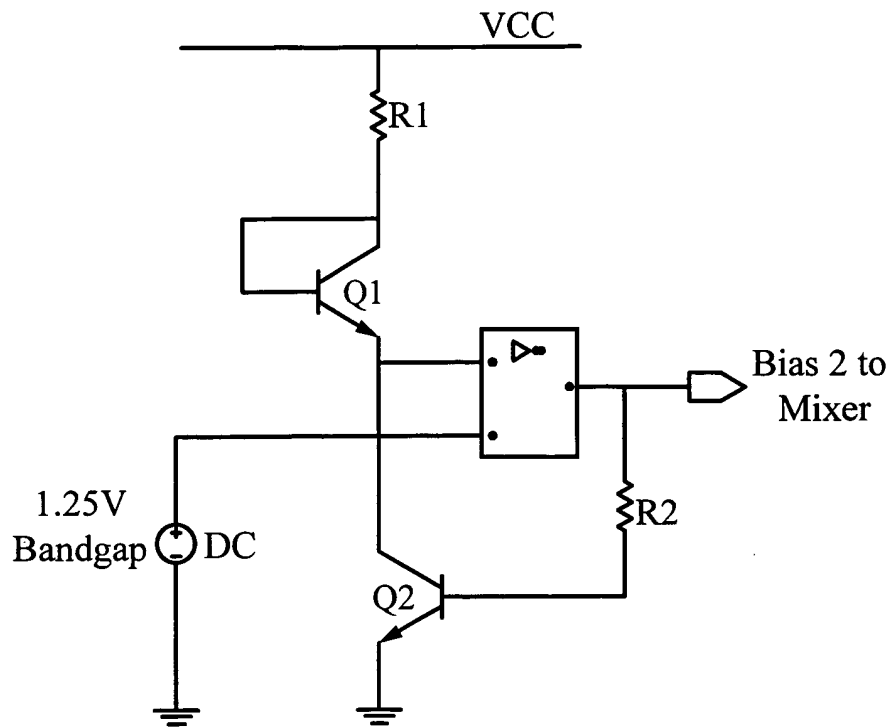 VCC
R1
Q1
Bias 2 to
Mixer
1.25V
Bandgap
DC
R2
Q2